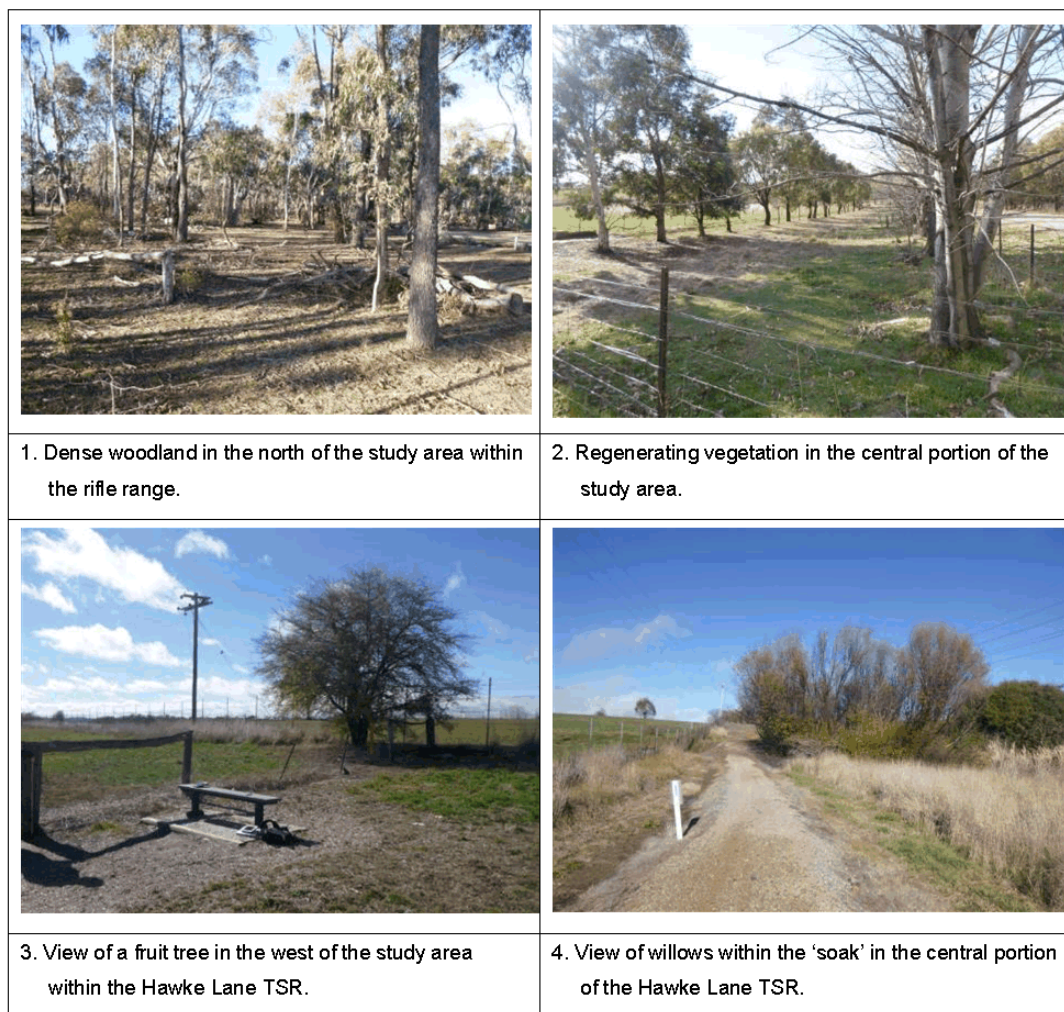 1. Dense woodland in the north of the study area within
the rifle range.
2. Regenerating vegetation in the central portion of the
study area.
3. View of a fruit tree in the west of the study area
within the Hawke Lane TSR.
4. View of willows within the ‘soak’ in the central portion
of the Hawke Lane TSR.